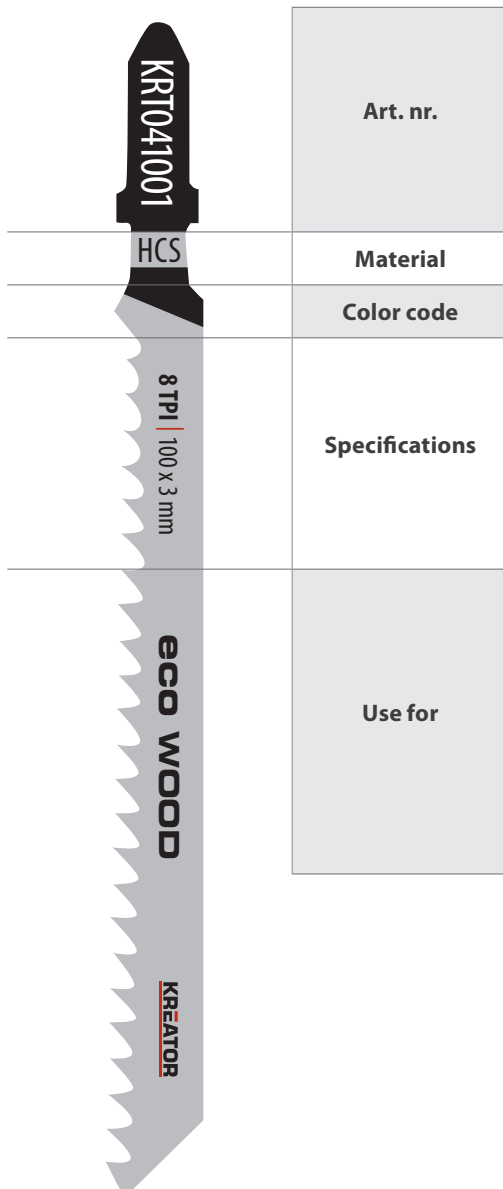 KRT041001
Art. nr.
HCS
Material
Color code
8 TPI | 100 x 3 mm
Specifications
eco WOOD
Use for
KREATOR